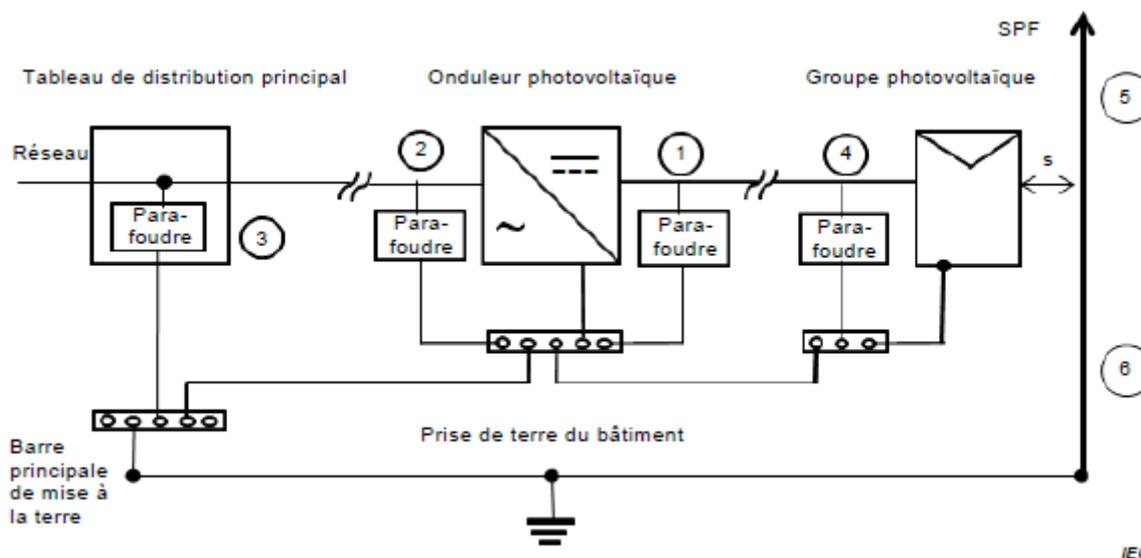 SPF
Tableau de distribution principal
Onduleur photovoltaïque
Groupe photovoltaïque
5
Réseau
2
1
4
s
Para-
foudre
3
Para-
foudre
Para-
foudre
Para-
foudre
6
Prise de terre du bâtiment
Barre
principale
de mise à
la terre